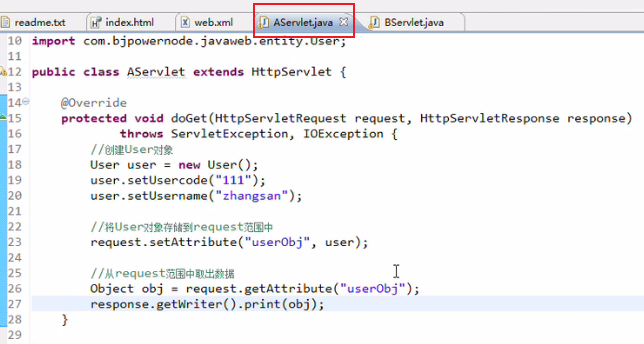 readme.txt index.html web.xml AServlet.java BServlet.java
10 import com.bjpowernode.javaweb.entity.User;
11
12 public class AServlet extends HttpServlet {
13
14 @Override
15 protected void doGet(HttpServletRequest request, HttpServletResponse response)
16 throws ServletException, IOException {
17 //创建User对象
18 User user = new User();
19 user.setUsercode("111");
20 user.setUsername("zhangsan");
21
22 //将User对象存储到request范围中
23 request.setAttribute("userObj", user);
24
25 //从request范围中取出数据
26 Object obj = request.getAttribute("userObj");
27 response.getWriter().print(obj);
28 }
29